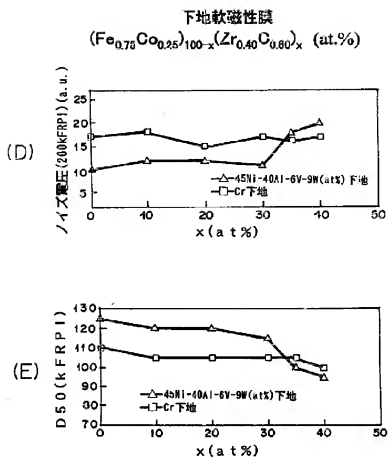 下地軟磁性膜
(Fe0.75Co0.25)100-x(Zr0.40C0.60)x (at.%)
(D)
ノイズ電圧(200kFRPI)(a.u.)
25
20
15
10
5
0 10 20 30 40 50
x(at%)
45Ni-40Al-6V-9W(at%)下地
Cr下地
(E)
D50(kFRPI)
130
120
110
100
90
80
70
0 10 20 30 40 50
x(at%)
45Ni-40Al-6V-9W(at%)下地
Cr下地